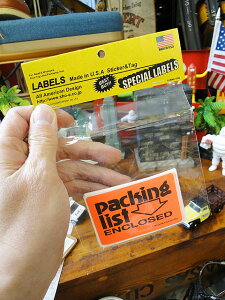 LABELS Made in U.S.A Sticker&Tag
All American Design
SPECIAL LABELS
packing
list
ENCLOSED